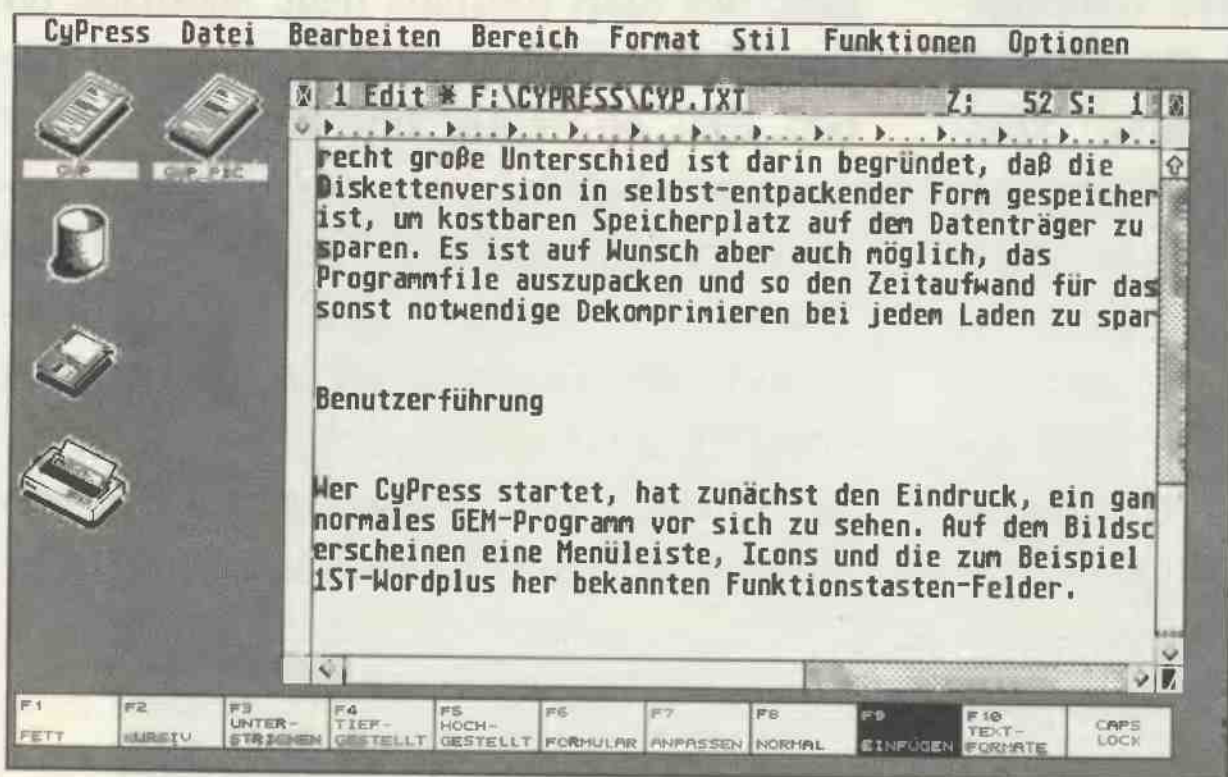 CyPress Datei Bearbeiten Bereich Format Stil Funktionen Optionen
1 Edit * F:\CYPRESS\CYP.TXT Z: 52 S: 1
CYP CYP_PIC
recht große Unterschied ist darin begründet, daß die
Diskettenversion in selbst-entpackender Form gespeicher
ist, um kostbaren Speicherplatz auf dem Datenträger zu
sparen. Es ist auf Wunsch aber auch möglich, das
Programmfile auszupacken und so den Zeitaufwand für das
sonst notwendige Dekomprimieren bei jedem Laden zu spar
Benutzerführung
Wer CyPress startet, hat zunächst den Eindruck, ein gan
normales GEM-Programm vor sich zu sehen. Auf dem Bildsc
erscheinen eine Menüleiste, Icons und die zum Beispiel
1ST-Wordplus her bekannten Funktionstasten-Felder.
F1 FETT
F2 KURSIV
F3 UNTER-
STRICHEN
F4 TIEF-
GESTELLT
F5 HOCH-
GESTELLT
F6 FORMULAR
F7 ANPASSEN
F8 NORMAL
F9 EINFÜGEN
F10 TEXT-
FORMATE
CAPS
LOCK